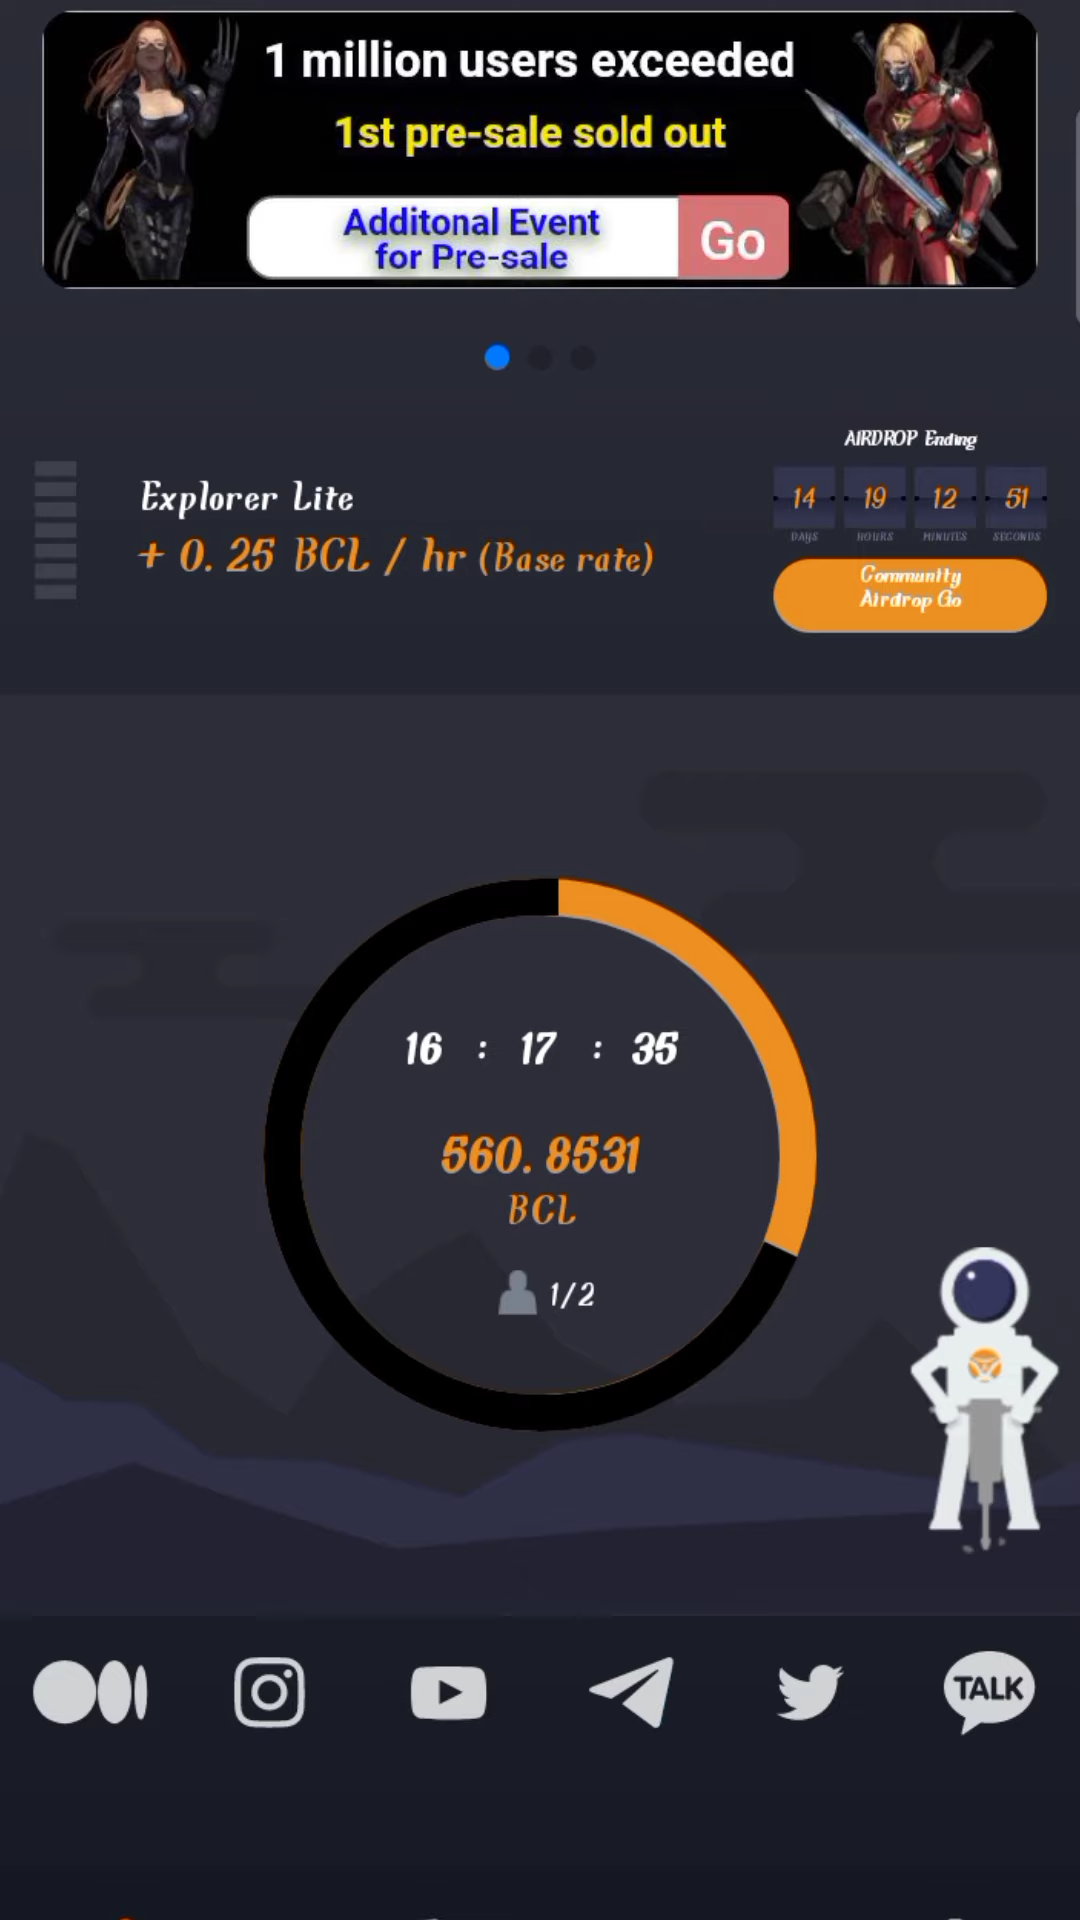 1 million users exceeded
1st pre-sale sold out
Additonal Event
for Pre-sale
Go
AIRDROP Ending
14 19 12 51
DAYS HOURS MINUTES SECONDS
Explorer Lite
+ 0.25 BCL / hr (Base rate)
Community
Airdrop Go
16 : 17 : 35
560.8531
BCL
1/2
TALK